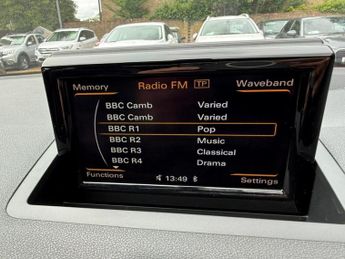 Memory Radio FM TP Waveband
BBC Camb Varied
BBC Camb Varied
BBC R1 Pop
BBC R2 Music
BBC R3 Classical
BBC R4 Drama
Functions 13:49 Settings